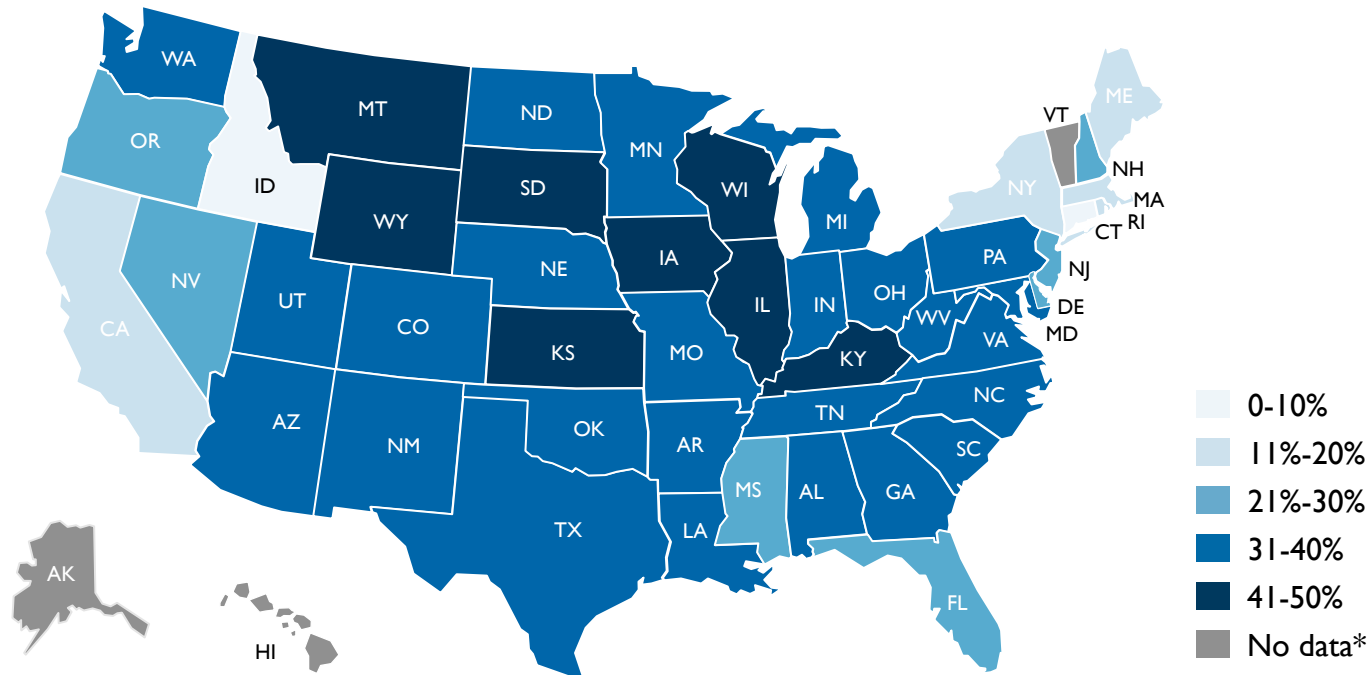 WA
MT
ND
MN
ME
VT
OR
ID
SD
WI
NH
NY
MA
WY
MI
RI
CT
IA
PA
NE
NJ
NV
OH
UT
IL
IN
DE
CA
CO
WV
MD
VA
KS
MO
KY
NC
TN
AZ
OK
NM
AR
SC
MS
AL
GA
TX
LA
AK
FL
HI
0-10%
11%-20%
21%-30%
31-40%
41-50%
No data*